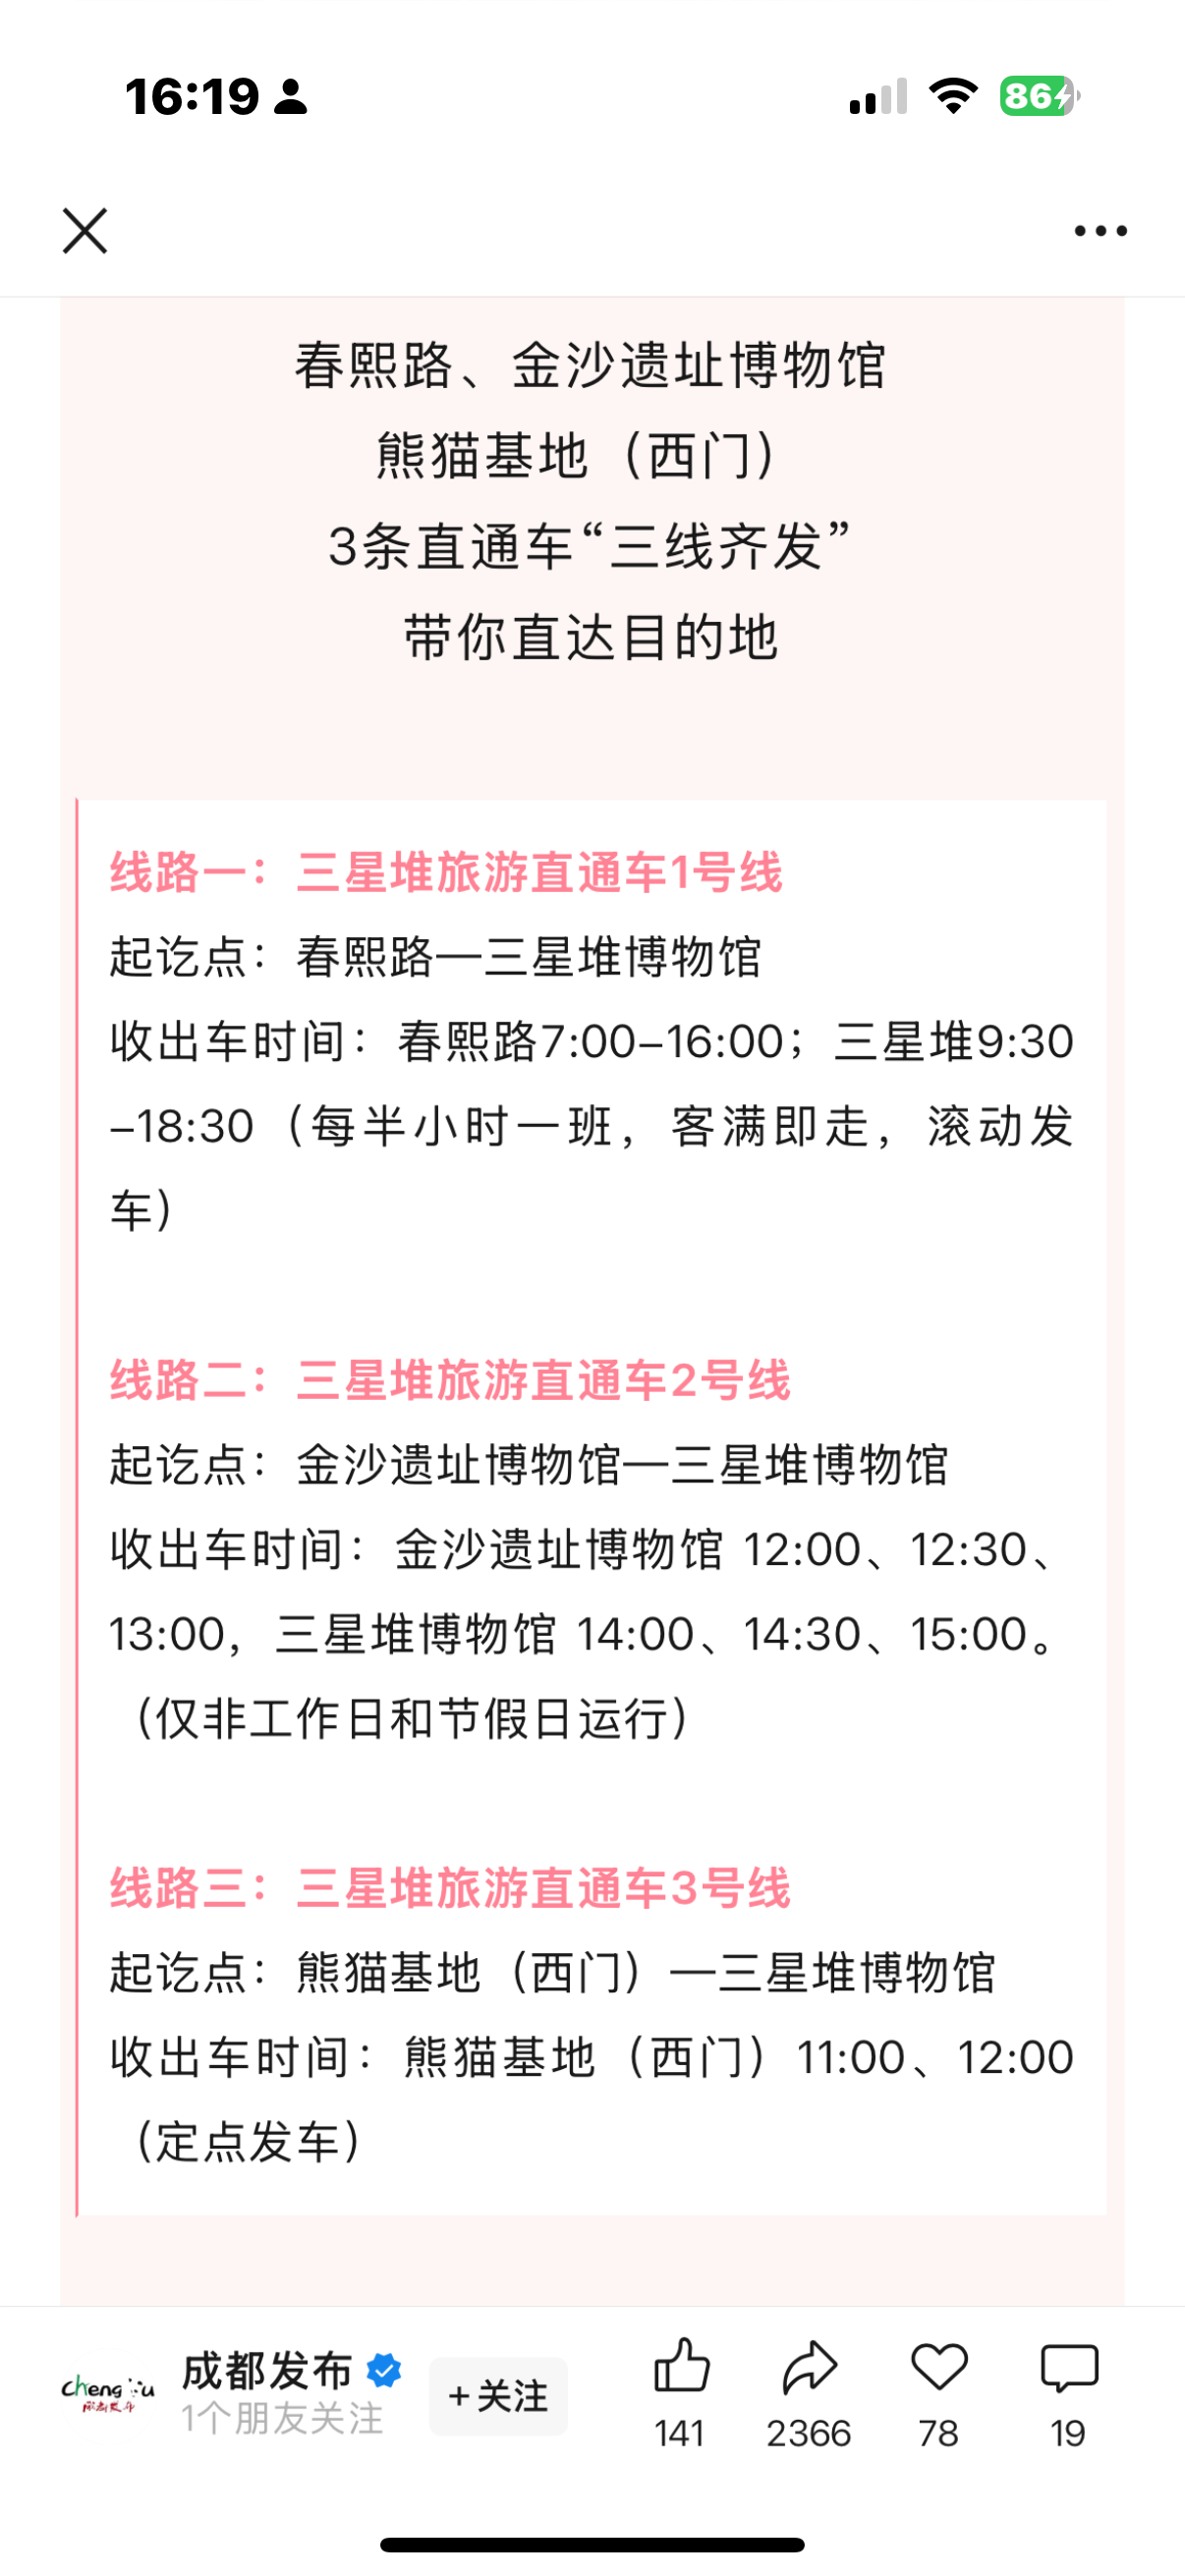 16:19
86
春熙路、金沙遗址博物馆
熊猫基地（西门）
3条直通车“三线齐发”
带你直达目的地
线路一：三星堆旅游直通车1号线
起讫点：春熙路—三星堆博物馆
收出车时间：春熙路7:00–16:00；三星堆9:30
–18:30（每半小时一班，客满即走，滚动发
车）
线路二：三星堆旅游直通车2号线
起讫点：金沙遗址博物馆—三星堆博物馆
收出车时间：金沙遗址博物馆 12:00、12:30、
13:00，三星堆博物馆 14:00、14:30、15:00。
（仅非工作日和节假日运行）
线路三：三星堆旅游直通车3号线
起讫点：熊猫基地（西门）—三星堆博物馆
收出车时间：熊猫基地（西门）11:00、12:00
（定点发车）
成都发布
1个朋友关注
+关注
141
2366
78
19